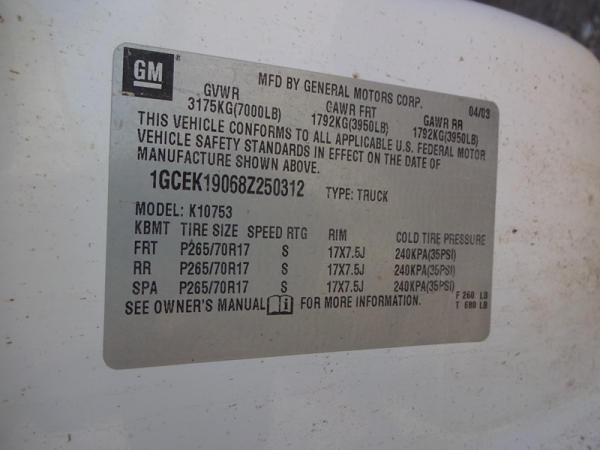 GM
MFD BY GENERAL MOTORS CORP. 04/03
GVWR GAWR FRT GAWR RR
3175KG(7000LB) 1792KG(3950LB) 1792KG(3950LB)
THIS VEHICLE CONFORMS TO ALL APPLICABLE U.S. FEDERAL MOTOR
VEHICLE SAFETY STANDARDS IN EFFECT ON THE DATE OF
MANUFACTURE SHOWN ABOVE.
1GCEK19068Z250312 TYPE: TRUCK
MODEL: K10753
KBMT TIRE SIZE SPEED RTG RIM COLD TIRE PRESSURE
FRT P265/70R17 S 17X7.5J 240KPA(35PSI)
RR P265/70R17 S 17X7.5J 240KPA(35PSI)
SPA P265/70R17 S 17X7.5J 240KPA(35PSI)
SEE OWNER'S MANUAL FOR MORE INFORMATION.
F 260 LB
T 680 LB